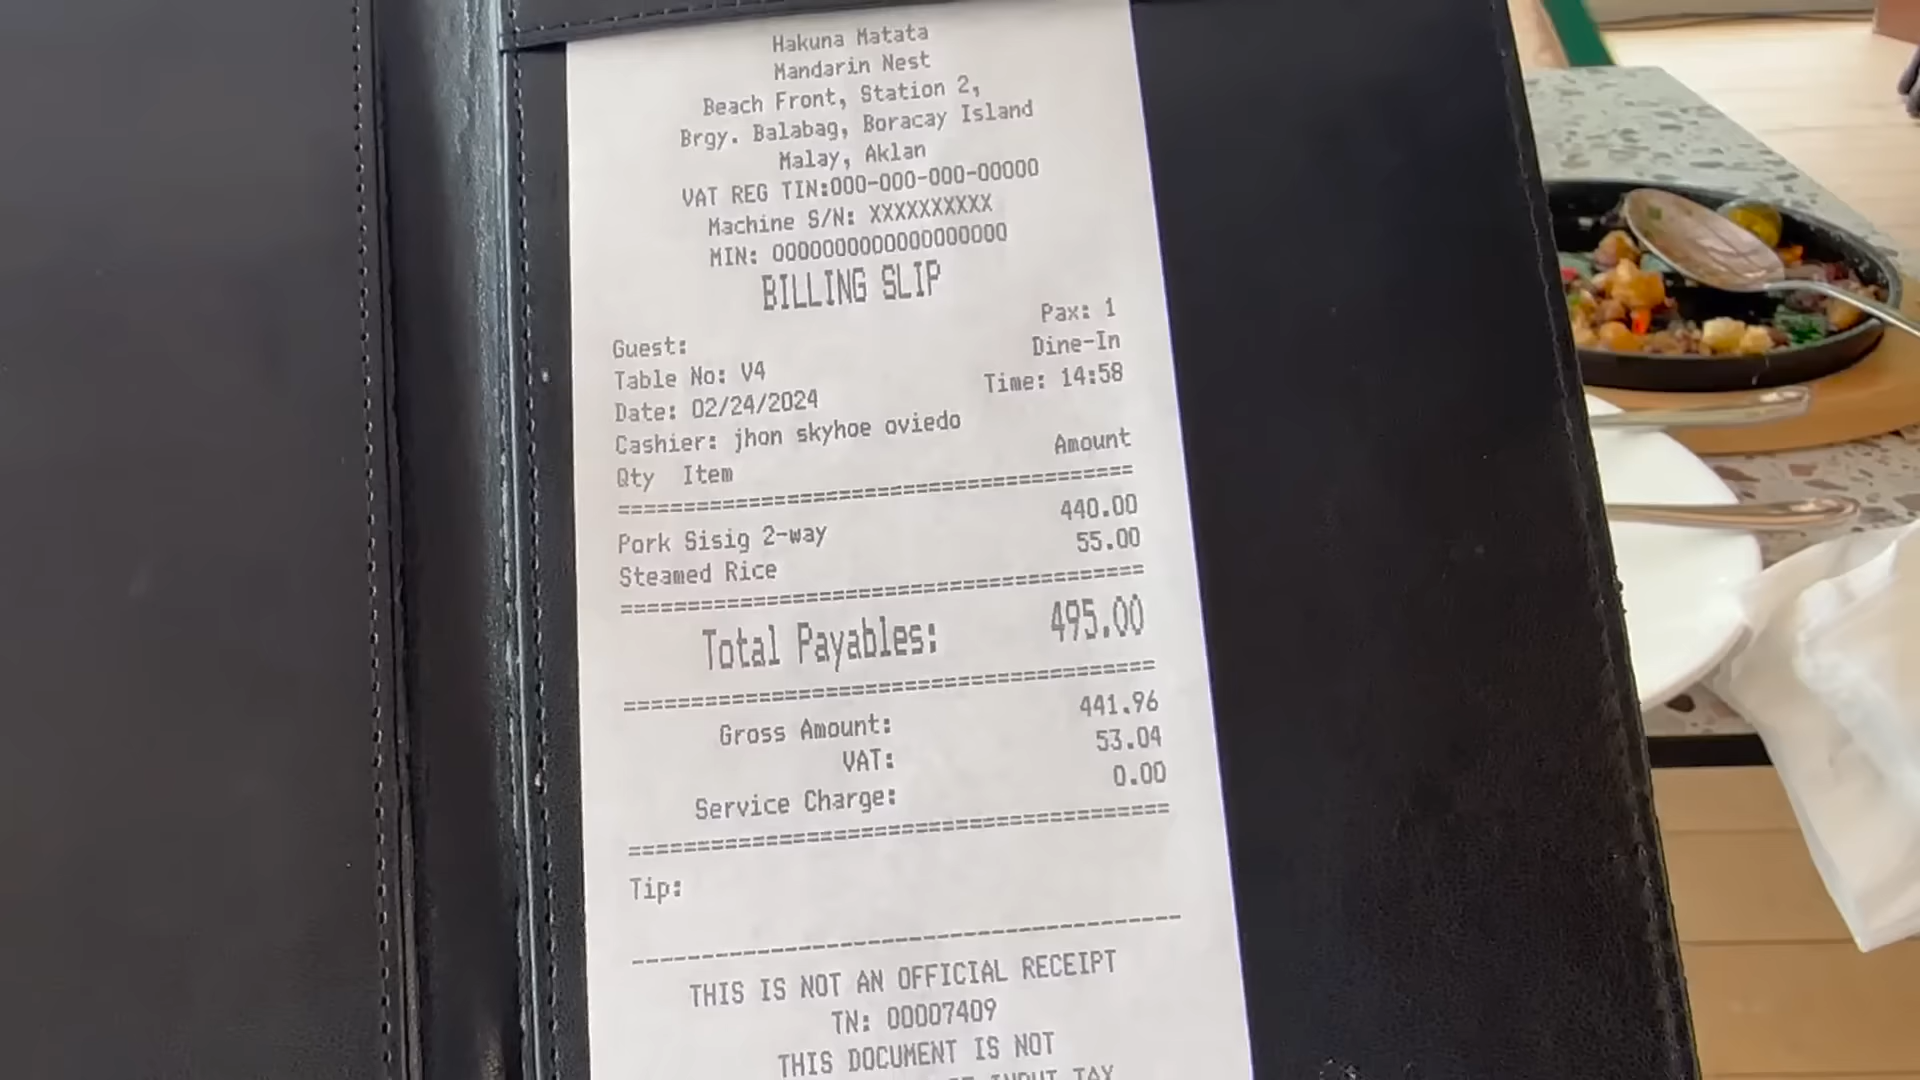 Hakuna Matata
Mandarin Nest
Beach Front, Station 2,
Brgy. Balabag, Boracay Island
Malay, Aklan
VAT REG TIN:000-000-000-00000
Machine S/N: XXXXXXXXXX
MIN: 00000000000000000
BILLING SLIP
Guest: Pax: 1
Table No: V4 Dine-In
Date: 02/24/2024 Time: 14:58
Cashier: jhon skyhoe oviedo
Qty Item Amount
========================================
Pork Sisig 2-way 440.00
Steamed Rice 55.00
========================================
Total Payables: 495.00
========================================
Gross Amount: 441.96
VAT: 53.04
Service Charge: 0.00
========================================
Tip:
----------------------------------------
THIS IS NOT AN OFFICIAL RECEIPT
TN: 00007409
THIS DOCUMENT IS NOT
INPUT TAX